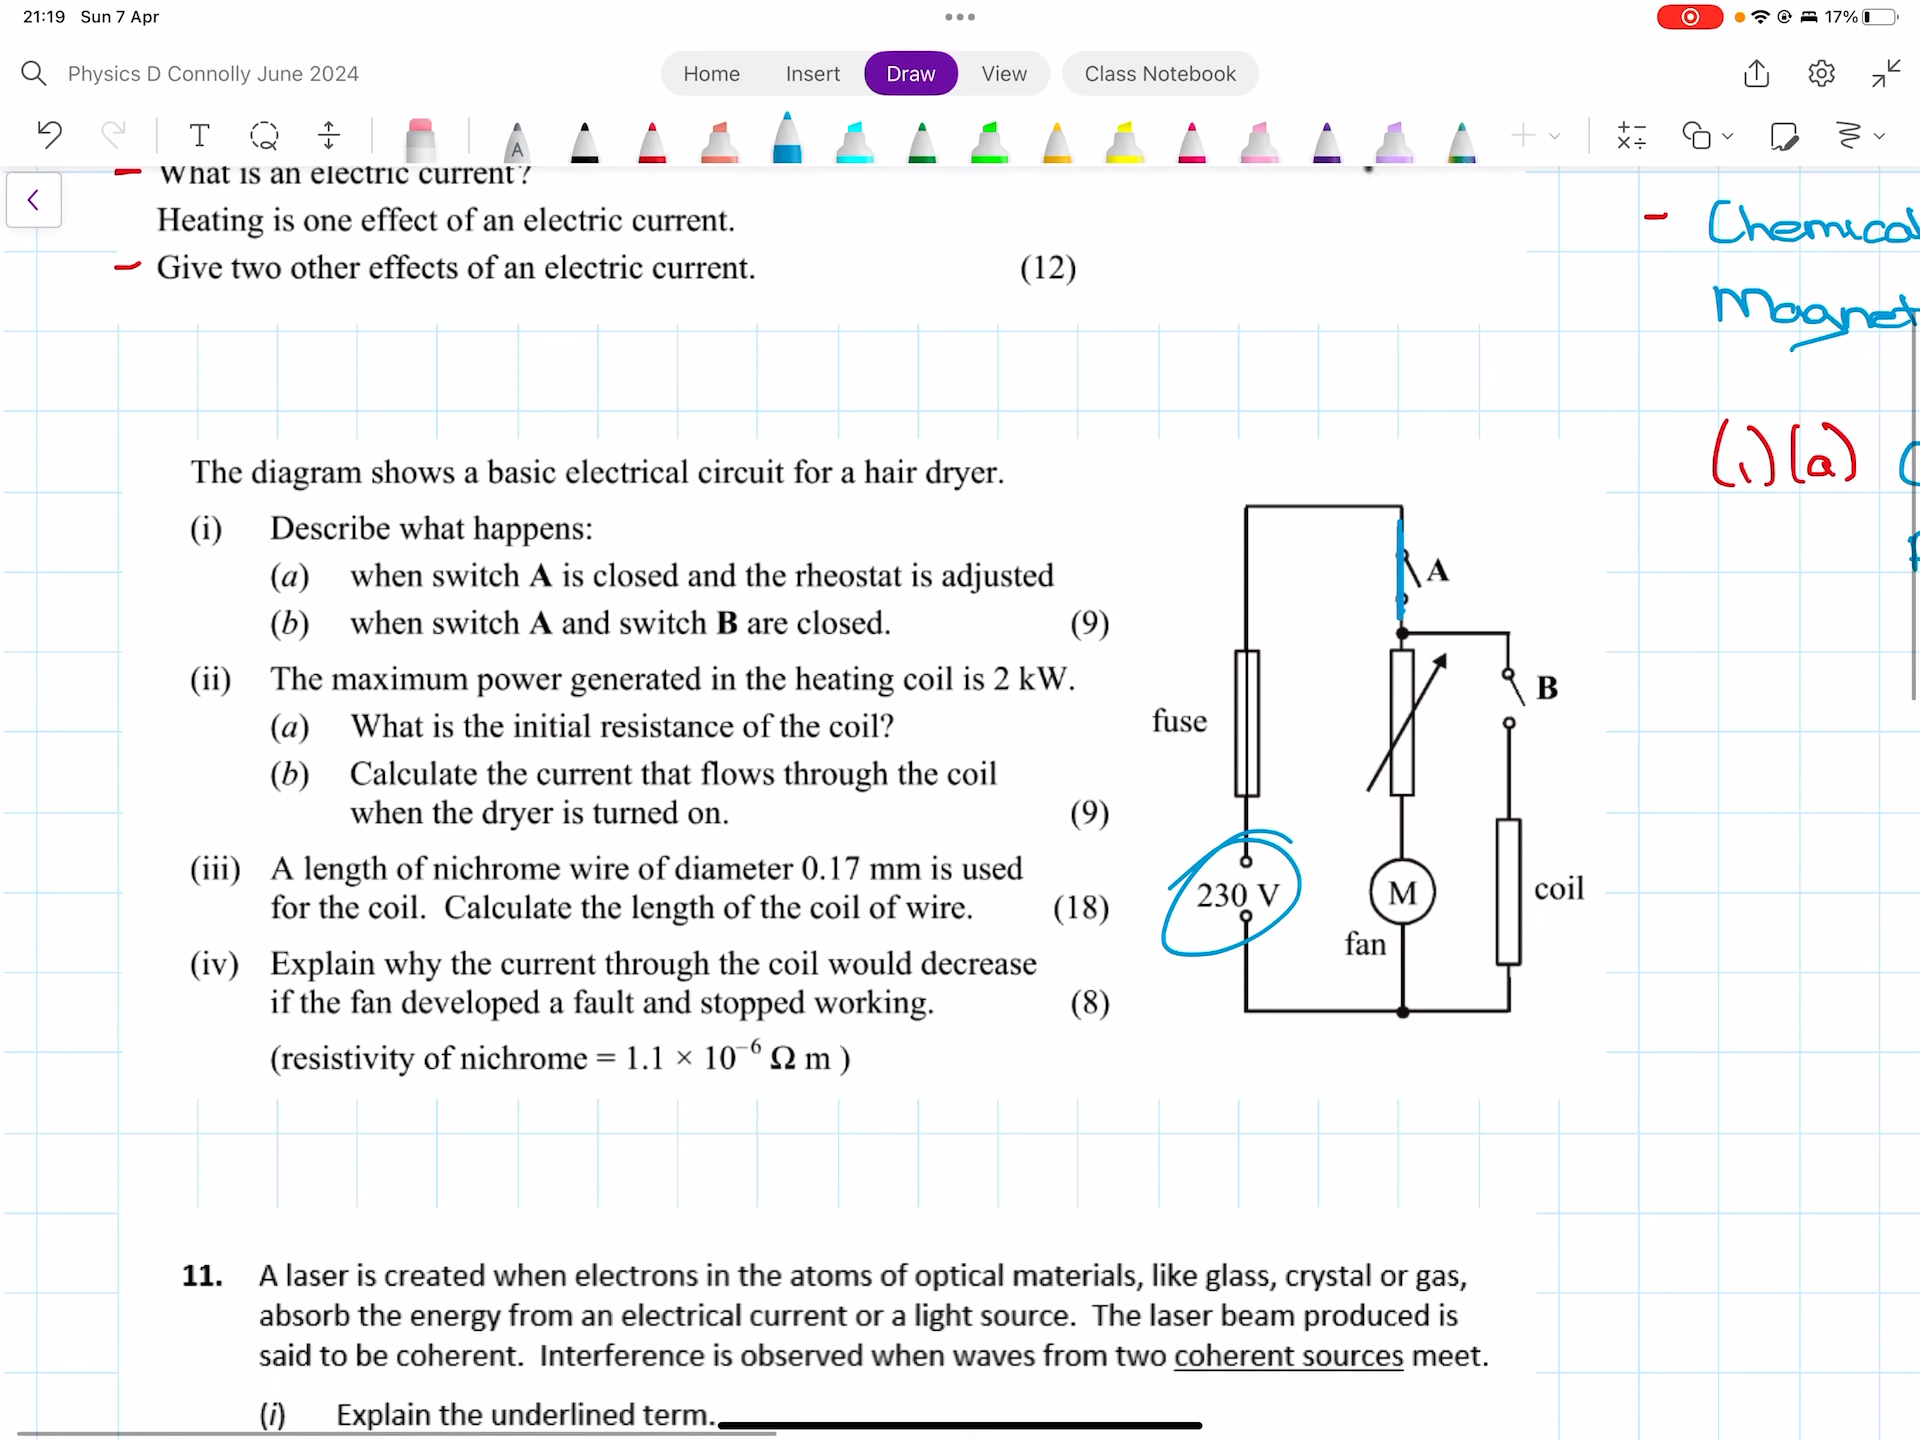 21:19 Sun 7 Apr
17%
Physics D Connolly June 2024
Home Insert Draw View Class Notebook
T
A
What is an electric current?
Heating is one effect of an electric current.
Give two other effects of an electric current. (12)
- Chemical
Magnet
(i)(a)
The diagram shows a basic electrical circuit for a hair dryer.
(i) Describe what happens:
(a) when switch A is closed and the rheostat is adjusted
(b) when switch A and switch B are closed. (9)
(ii) The maximum power generated in the heating coil is 2 kW.
(a) What is the initial resistance of the coil?
(b) Calculate the current that flows through the coil
when the dryer is turned on. (9)
(iii) A length of nichrome wire of diameter 0.17 mm is used
for the coil. Calculate the length of the coil of wire. (18)
(iv) Explain why the current through the coil would decrease
if the fan developed a fault and stopped working. (8)
(resistivity of nichrome = 1.1 × 10⁻⁶ Ω m )
A
B
fuse
230 V
M
coil
fan
11. A laser is created when electrons in the atoms of optical materials, like glass, crystal or gas,
absorb the energy from an electrical current or a light source. The laser beam produced is
said to be coherent. Interference is observed when waves from two coherent sources meet.
(i) Explain the underlined term.